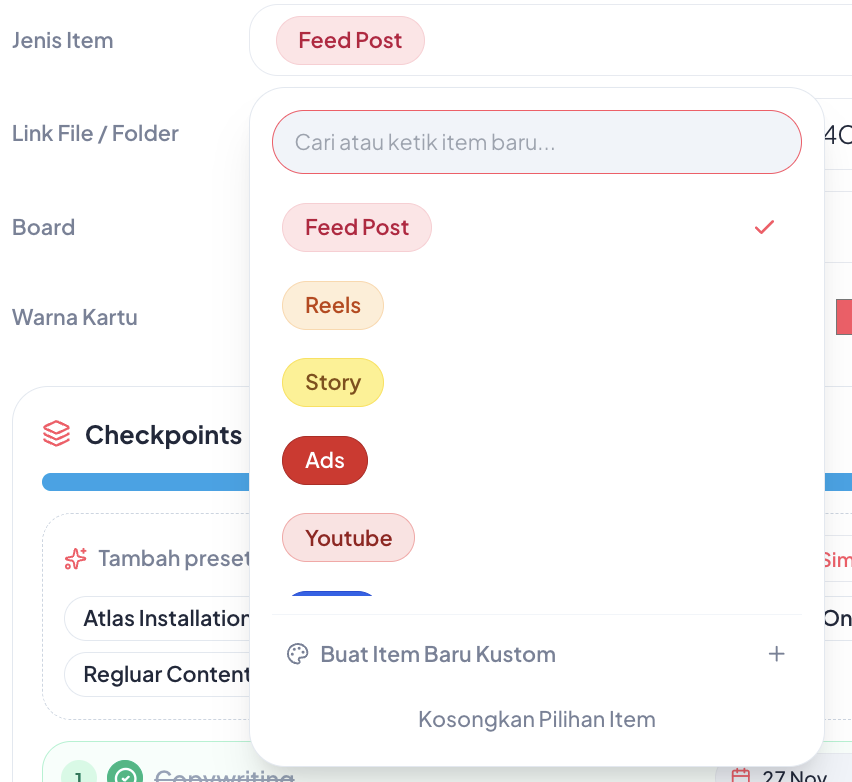 Jenis Item
Feed Post
Cari atau ketik item baru...
Link File / Folder
Feed Post
Board
Reels
Warna Kartu
Story
Checkpoints
Ads
Youtube
Tambah preset
Atlas Installation
Regluar Content
Buat Item Baru Kustom
Kosongkan Pilihan Item
1
Copywriting
27 Nov